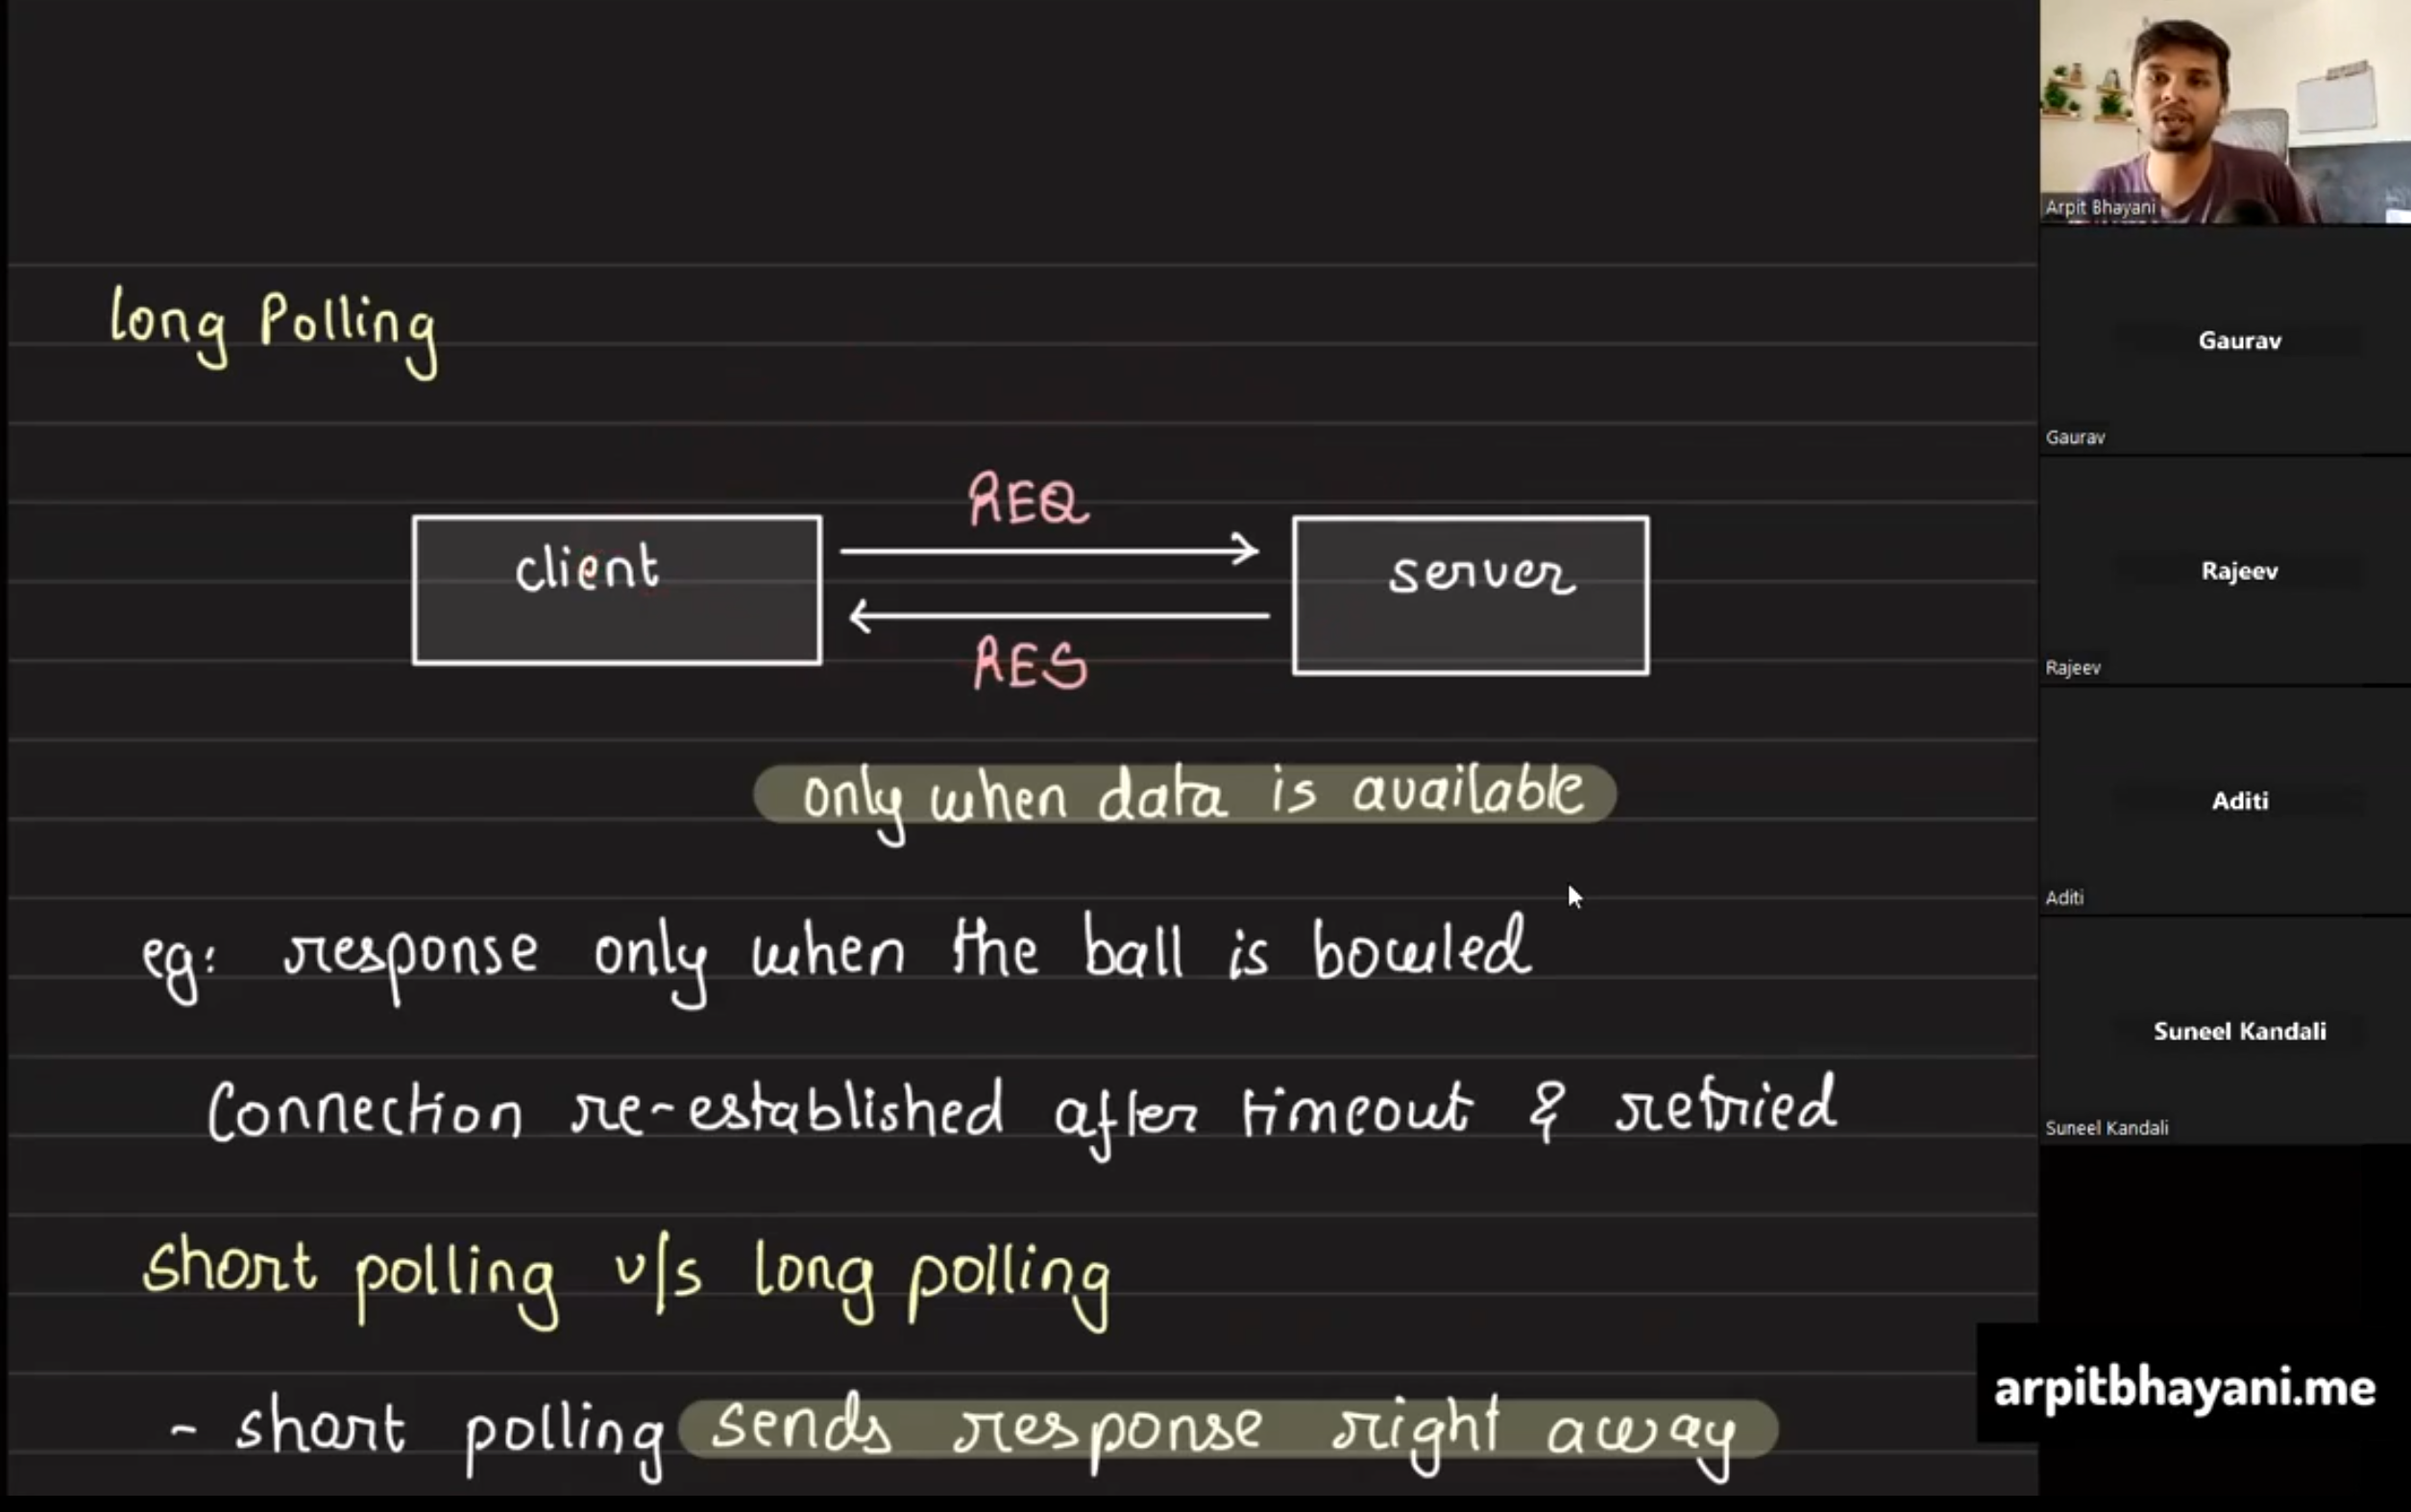 long Polling
REQ
client
server
RES
only when data is available
eg: response only when the ball is bowled
Connection re-established after timeout & retried
short polling v/s long polling
- short polling sends response right away
Arpit Bhayani
Gaurav
Gaurav
Rajeev
Rajeev
Aditi
Aditi
Suneel Kandali
Suneel Kandali
arpitbhayani.me